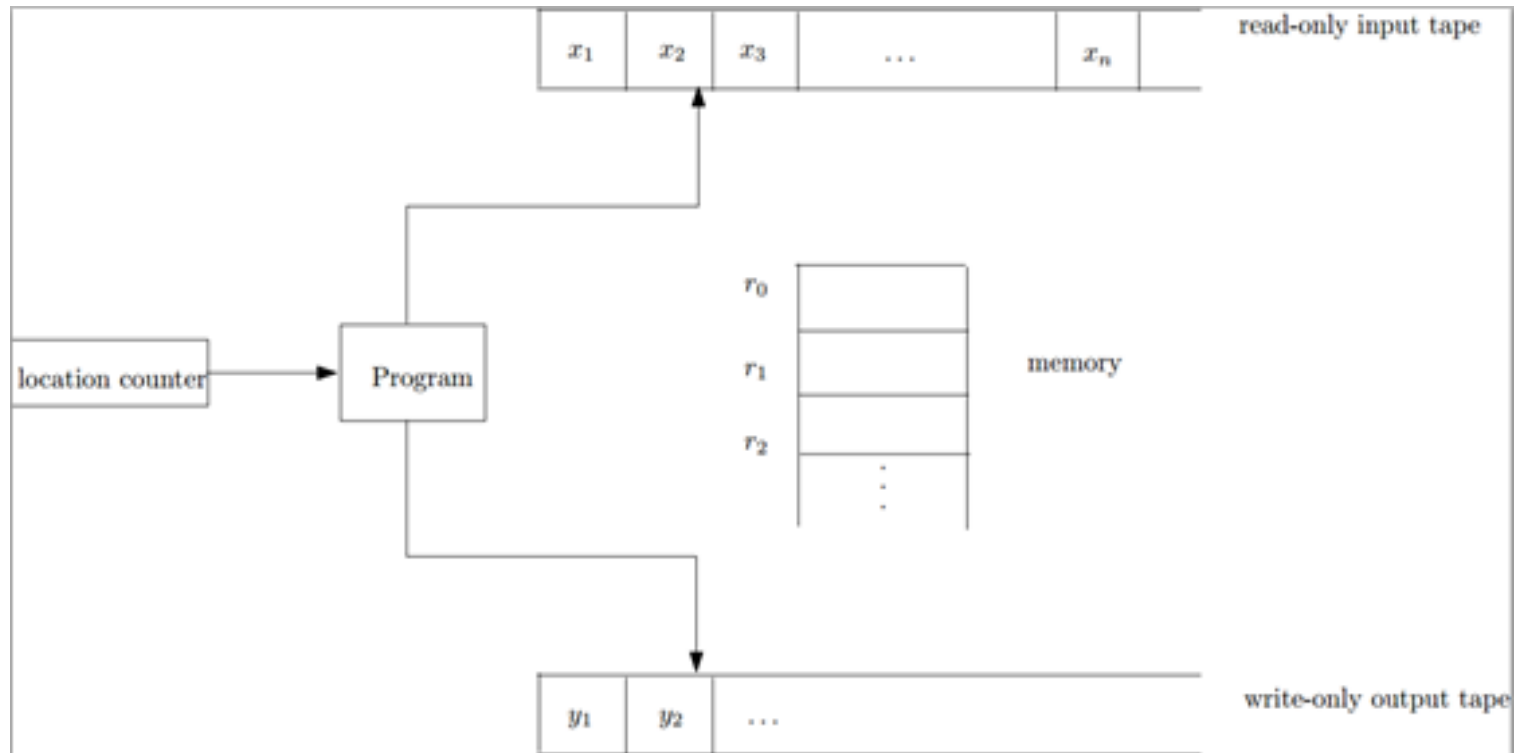 x₁ x₂ x₃ ... xₙ
read-only input tape
r₀
location counter
Program
r₁
memory
r₂
write-only output tape
y₁ y₂ ...